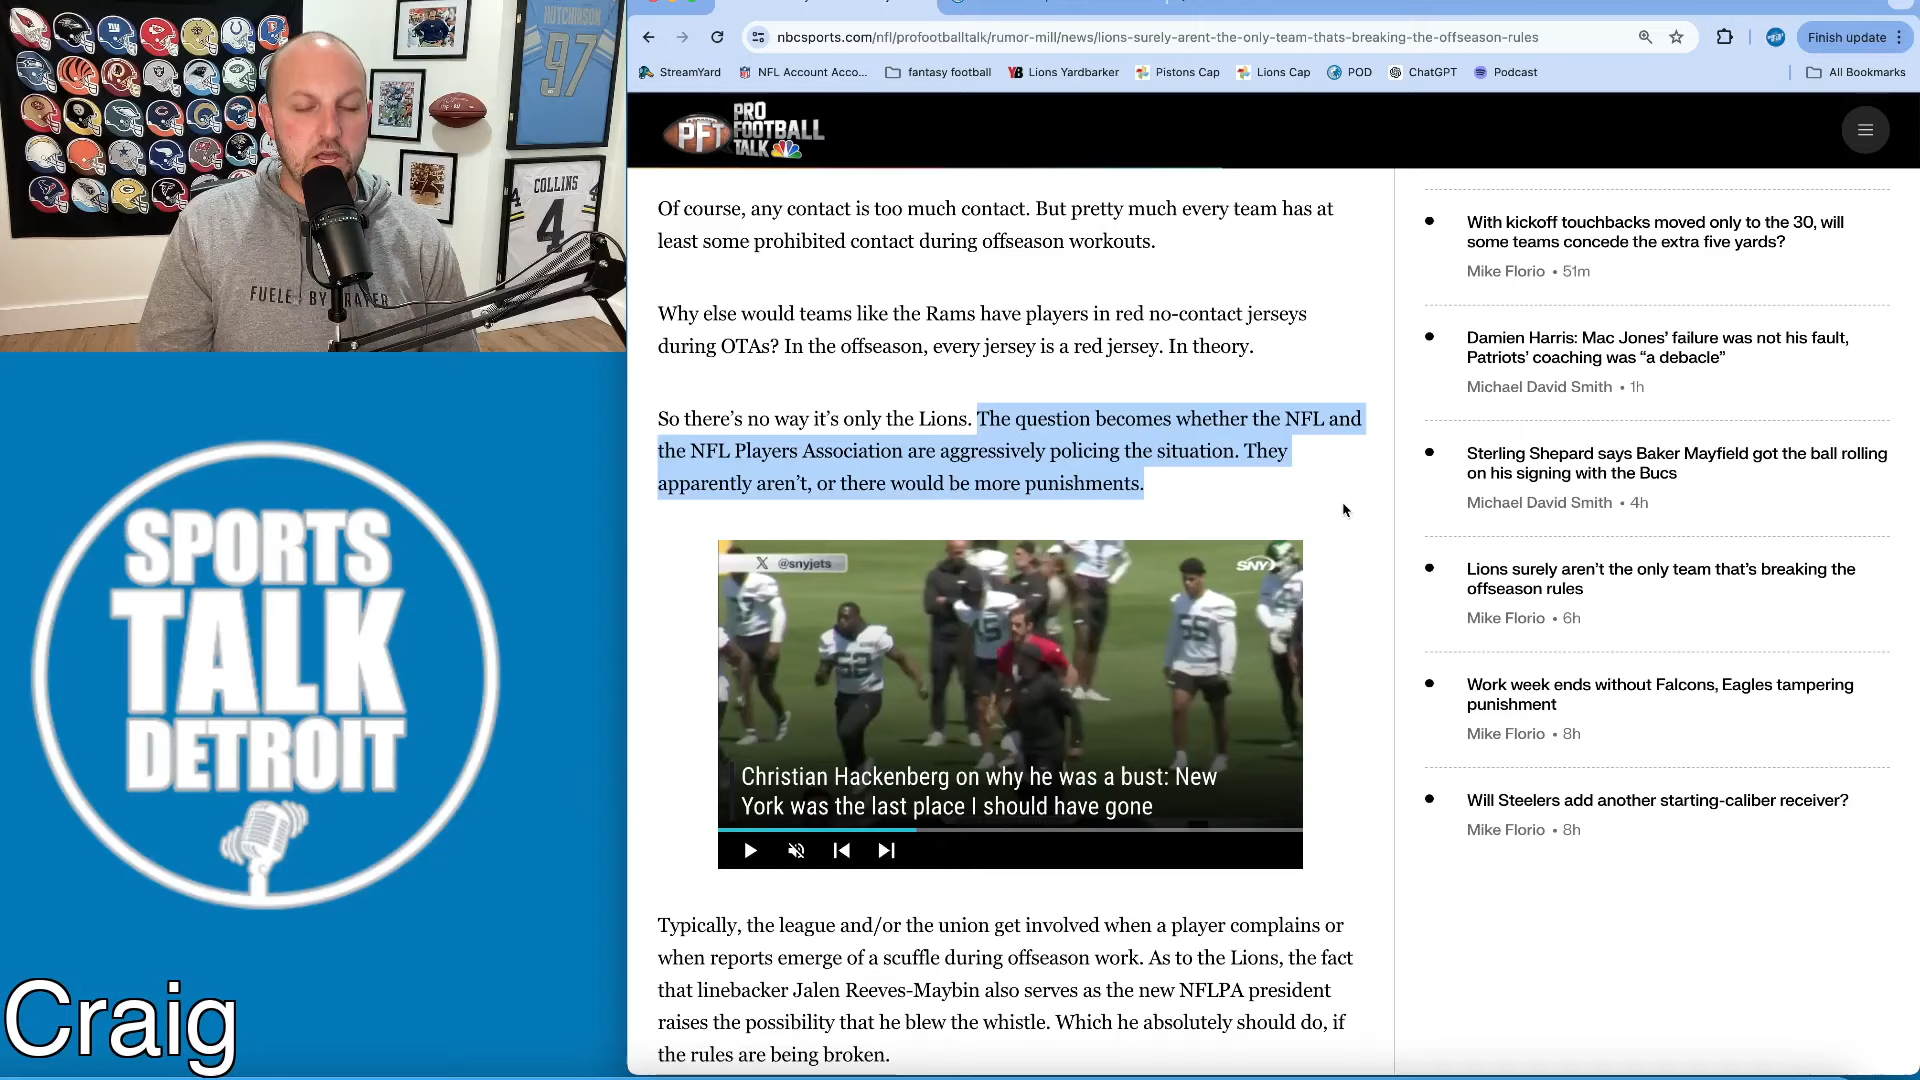 HUTCHINSON
97
COLLINS
4
4
FUELE BY PRAYER
SPORTS
TALK
DETROIT
Craig
nbcsports.com/nfl/profootballtalk/rumor-mill/news/lions-surely-arent-the-only-team-thats-breaking-the-offseason-rules
Finish update
StreamYard
NFL Account Acco...
fantasy football
Lions Yardbarker
Pistons Cap
Lions Cap
POD
ChatGPT
Podcast
All Bookmarks
PFT
PRO
FOOTBALL
TALK
Of course, any contact is too much contact. But pretty much every team has at
least some prohibited contact during offseason workouts.
Why else would teams like the Rams have players in red no-contact jerseys
during OTAs? In the offseason, every jersey is a red jersey. In theory.
So there’s no way it’s only the Lions. The question becomes whether the NFL and
the NFL Players Association are aggressively policing the situation. They
apparently aren’t, or there would be more punishments.
X @snyjets
SNY
52
55
Christian Hackenberg on why he was a bust: New
York was the last place I should have gone
Typically, the league and/or the union get involved when a player complains or
when reports emerge of a scuffle during offseason work. As to the Lions, the fact
that linebacker Jalen Reeves-Maybin also serves as the new NFLPA president
raises the possibility that he blew the whistle. Which he absolutely should do, if
the rules are being broken.
With kickoff touchbacks moved only to the 30, will
some teams concede the extra five yards?
Mike Florio • 51m
Damien Harris: Mac Jones’ failure was not his fault,
Patriots’ coaching was “a debacle”
Michael David Smith • 1h
Sterling Shepard says Baker Mayfield got the ball rolling
on his signing with the Bucs
Michael David Smith • 4h
Lions surely aren’t the only team that’s breaking the
offseason rules
Mike Florio • 6h
Work week ends without Falcons, Eagles tampering
punishment
Mike Florio • 8h
Will Steelers add another starting-caliber receiver?
Mike Florio • 8h